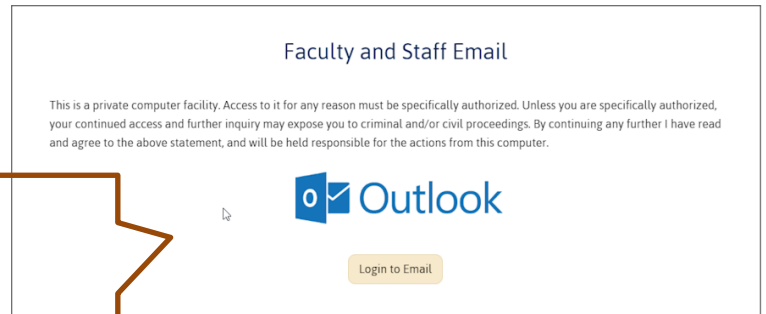 Faculty and Staff Email
This is a private computer facility. Access to it for any reason must be specifically authorized. Unless you are specifically authorized,
your continued access and further inquiry may expose you to criminal and/or civil proceedings. By continuing any further I have read
and agree to the above statement, and will be held responsible for the actions from this computer.
o Outlook
Login to Email